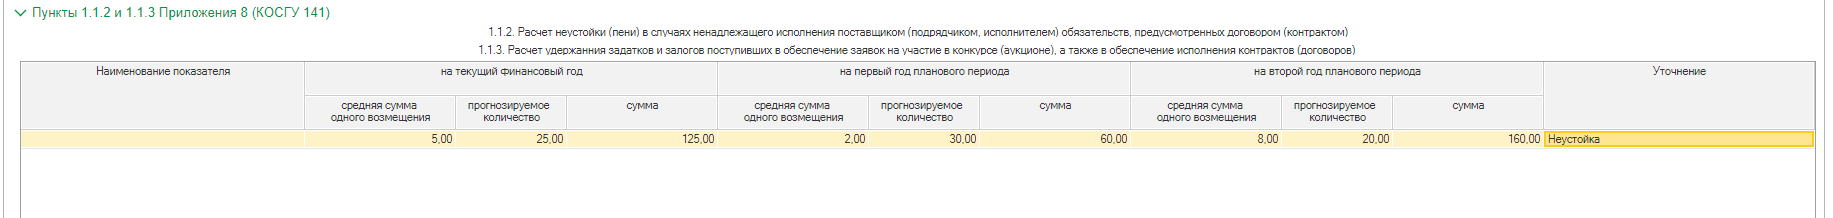 Пункты 1.1.2 и 1.1.3 Приложения 8 (КОСГУ 141)
1.1.2. Расчет неустойки (пени) в случаях ненадлежащего исполнения поставщиком (подрядчиком, исполнителем) обязательств, предусмотренных договором (контрактом)
1.1.3. Расчет удержанния задатков и залогов поступивших в обеспечение заявок на участие в конкурсе (аукционе), а также в обеспечение исполнения контрактов (договоров)
Наименование показателя на текущий финансовый год на первый год планового периода на второй год планового периода Уточнение
средняя сумма прогнозируемое сумма средняя сумма прогнозируемое сумма средняя сумма прогнозируемое сумма
одного возмещения количество одного возмещения количество одного возмещения количество
5,00 25,00 125,00 2,00 30,00 60,00 8,00 20,00 160,00 Неустойка